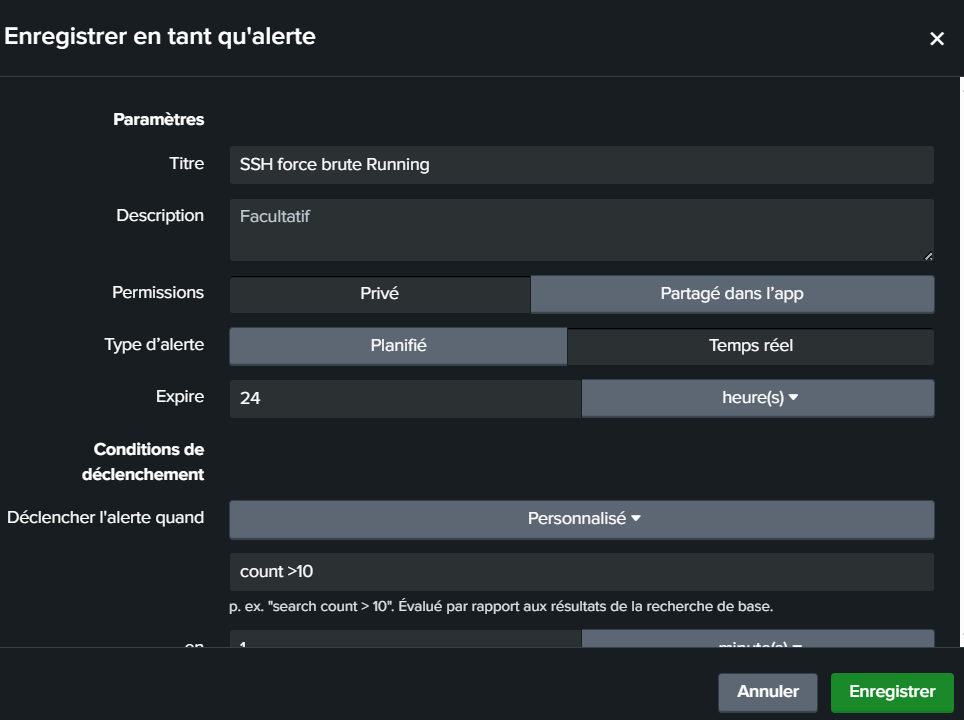 Enregistrer en tant qu'alerte
Paramètres
Titre
SSH force brute Running
Description
Facultatif
Permissions
Privé
Partagé dans l’app
Type d’alerte
Planifié
Temps réel
Expire
24
heure(s)
Conditions de
déclenchement
Déclencher l'alerte quand
Personnalisé
count >10
p. ex. "search count > 10". Évalué par rapport aux résultats de la recherche de base.
en
1
minute(s)
Annuler
Enregistrer